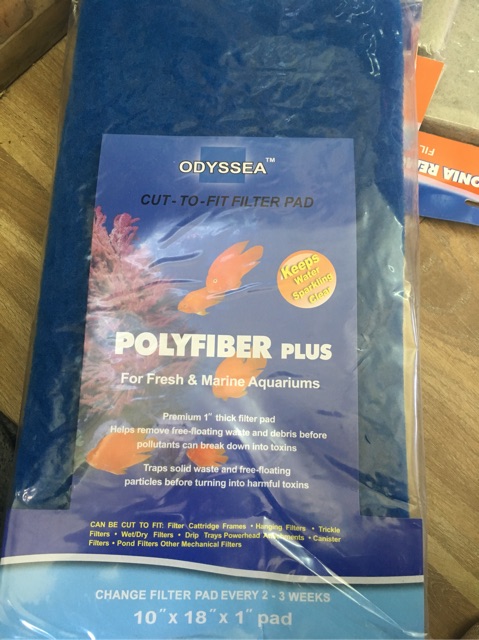 ODYSSEA™
CUT-TO-FIT FILTER PAD
Keeps
Water
Sparkling
Clear
POLYFIBER PLUS
For Fresh & Marine Aquariums
Premium 1" thick filter pad
Helps remove free-floating waste and debris before
pollutants can break down into toxins
Traps solid waste and free-floating
particles before turning into harmful toxins
CAN BE CUT TO FIT: Filter Cattridge Frames • Hanging Filters • Trickle
Filters • Wet/Dry Filters • Drip Trays Powerhead Attachments • Canister
Filters • Pond Filters Other Mechanical Filters
CHANGE FILTER PAD EVERY 2 - 3 WEEKS
10" x 18" x 1" pad